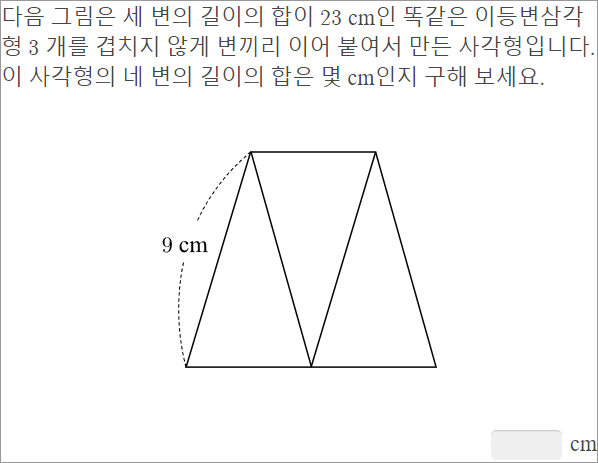 다음 그림은 세 변의 길이의 합이 23 cm인 똑같은 이등변삼각
형 3 개를 겹치지 않게 변끼리 이어 붙여서 만든 사각형입니다.
이 사각형의 네 변의 길이의 합은 몇 cm인지 구해 보세요.
9 cm
cm